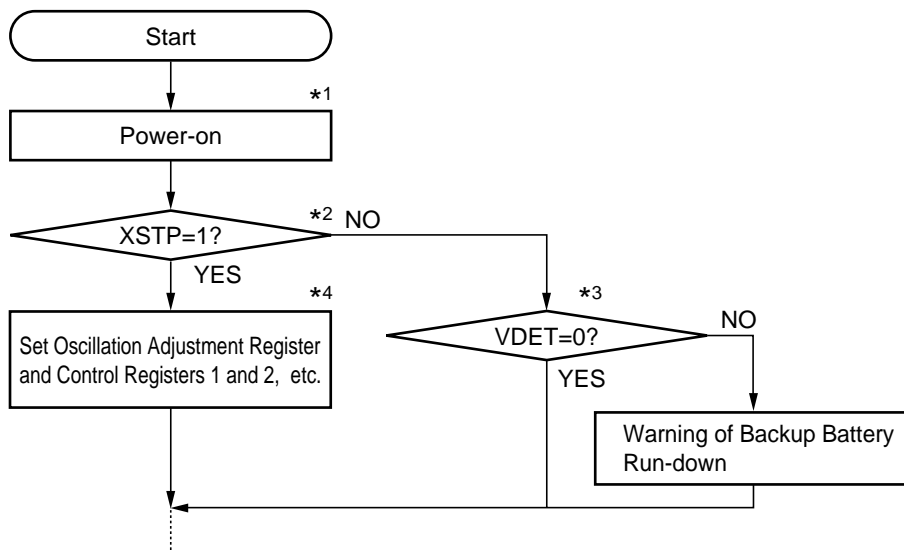 Start
*1
Power-on
*2
XSTP=1?
NO
YES
*4
Set Oscillation Adjustment Register
and Control Registers 1 and 2, etc.
*3
VDET=0?
NO
YES
Warning of Backup Battery
Run-down